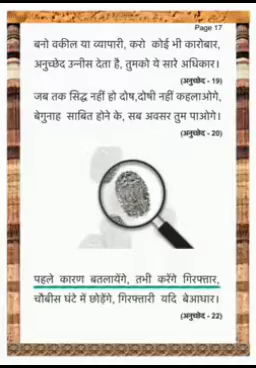 Page 17
बनो वकील या व्यापारी, करो कोई भी कारोबार,
अनुच्छेद उन्नीस देता है, तुमको ये सारे अधिकार।
(अनुच्छेद - 19)
जब तक सिद्ध नहीं हो दोष,दोषी नहीं कहलाओगे,
बेगुनाह साबित होने के, सब अवसर तुम पाओगे।
(अनुच्छेद - 20)
पहले कारण बतलायेंगे, तभी करेंगे गिरफ्तार,
चौबीस घंटे में छोड़ेंगे, गिरफ्तारी यदि बेआधार।
(अनुच्छेद - 22)